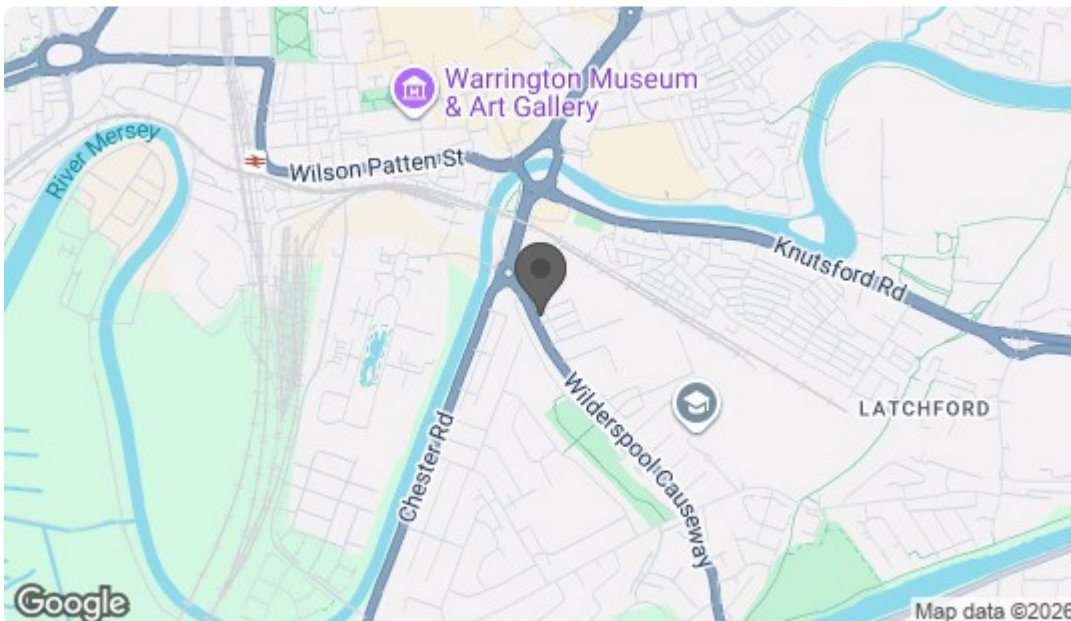 Warrington Museum
& Art Gallery
River Mersey
Wilson Patten St
Knutsford Rd
Wilderspool Causeway
LATCHFORD
Chester Rd
Google
Map data ©2026